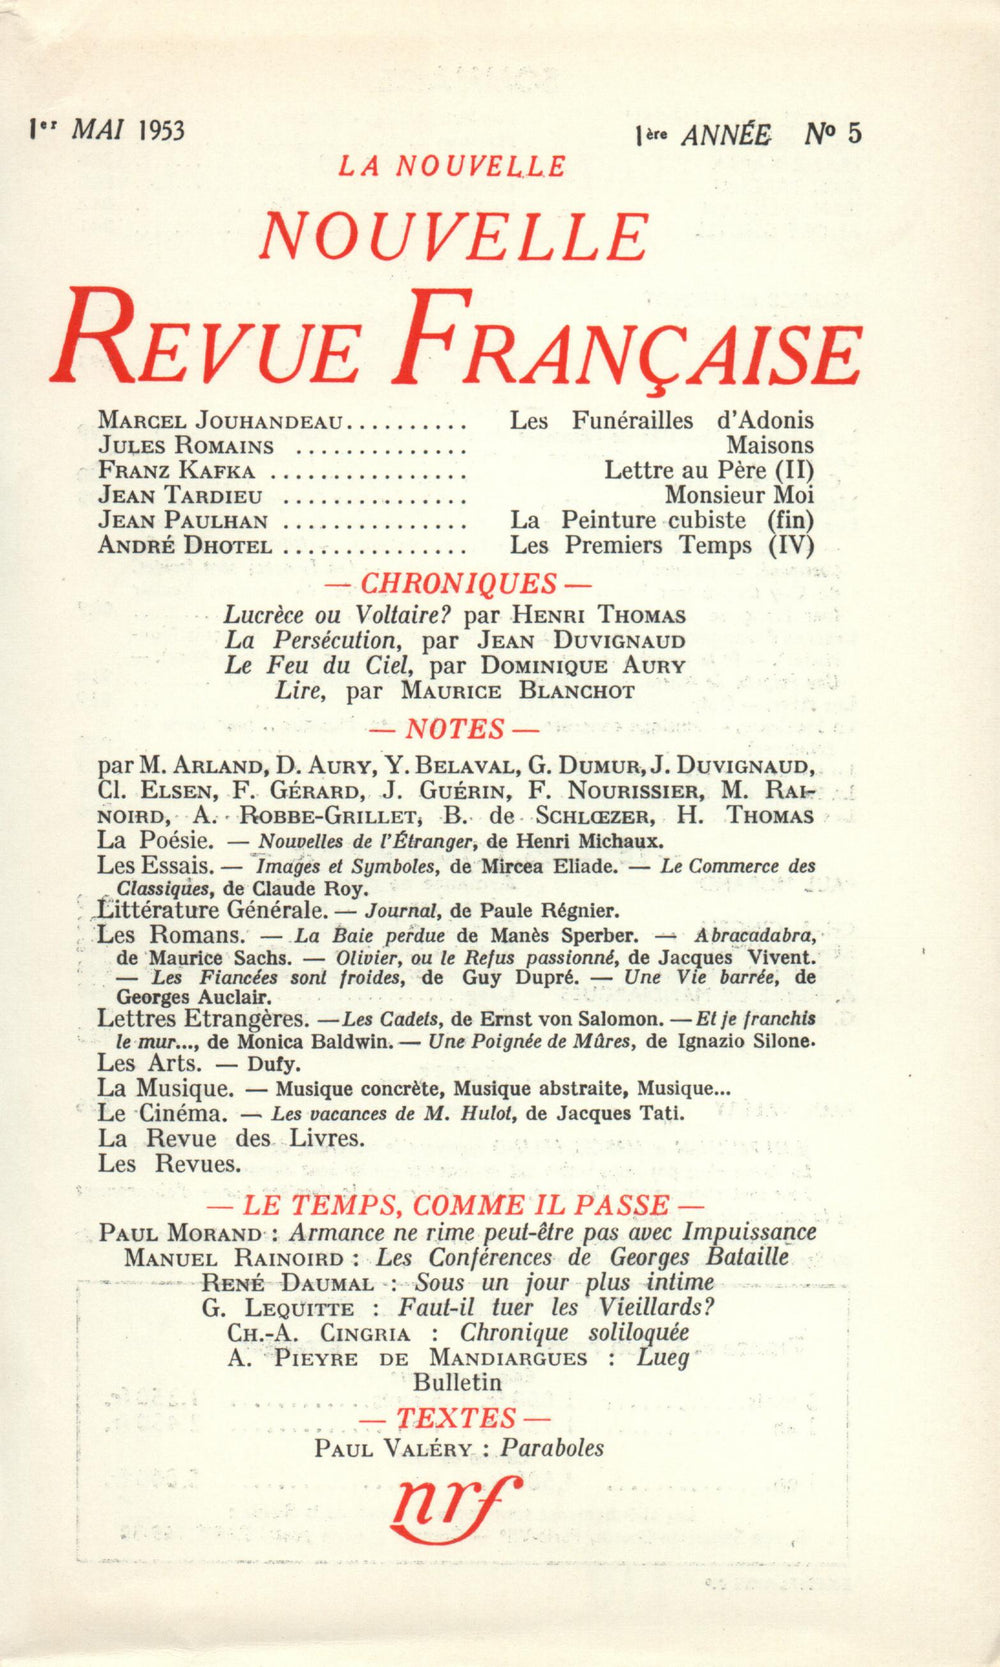 1er MAI 1953
1ère ANNÉE No 5
LA NOUVELLE
NOUVELLE
REVUE FRANÇAISE
MARCEL JOUHANDEAU.......... Les Funérailles d'Adonis
JULES ROMAINS .............. Maisons
FRANZ KAFKA ................ Lettre au Père (II)
JEAN TARDIEU ............... Monsieur Moi
JEAN PAULHAN ............... La Peinture cubiste (fin)
ANDRÉ DHOTEL ............... Les Premiers Temps (IV)
— CHRONIQUES —
Lucrèce ou Voltaire? par HENRI THOMAS
La Persécution, par JEAN DUVIGNAUD
Le Feu du Ciel, par DOMINIQUE AURY
Lire, par MAURICE BLANCHOT
— NOTES —
par M. ARLAND, D. AURY, Y. BELAVAL, G. DUMUR, J. DUVIGNAUD,
Cl. ELSEN, F. GÉRARD, J. GUÉRIN, F. NOURISSIER, M. RAI-
NOIRD, A. ROBBE-GRILLET, B. de SCHLŒZER, H. THOMAS
La Poésie. — Nouvelles de l'Étranger, de Henri Michaux.
Les Essais. — Images et Symboles, de Mircea Eliade. — Le Commerce des
Classiques, de Claude Roy.
Littérature Générale. — Journal, de Paule Régnier.
Les Romans. — La Baie perdue de Manès Sperber. — Abracadabra,
de Maurice Sachs. — Olivier, ou le Refus passionné, de Jacques Vivent.
— Les Fiancées sont froides, de Guy Dupré. — Une Vie barrée, de
Georges Auclair.
Lettres Etrangères. — Les Cadets, de Ernst von Salomon. — Et je franchis
le mur..., de Monica Baldwin. — Une Poignée de Mûres, de Ignazio Silone.
Les Arts. — Dufy.
La Musique. — Musique concrète, Musique abstraite, Musique...
Le Cinéma. — Les vacances de M. Hulot, de Jacques Tati.
La Revue des Livres.
Les Revues.
— LE TEMPS, COMME IL PASSE —
PAUL MORAND : Armance ne rime peut-être pas avec Impuissance
MANUEL RAINOIRD : Les Conférences de Georges Bataille
RENÉ DAUMAL : Sous un jour plus intime
G. LEQUITTE : Faut-il tuer les Vieillards?
CH.-A. CINGRIA : Chronique soliloquée
A. PIEYRE DE MANDIARGUES : Lueg
Bulletin
— TEXTES —
PAUL VALÉRY : Paraboles
nrf